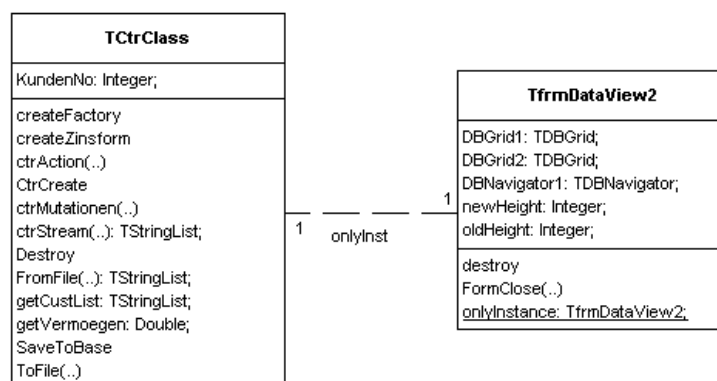 TCtrClass
KundenNo: Integer;
createFactory
createZinsform
ctrAction(..)
CtrCreate
ctrMutationen(..)
ctrStream(..): TStringList;
Destroy
FromFile(..): TStringList;
getCustList: TStringList;
getVermoegen: Double;
SaveToBase
ToFile(..)
1
onlyInst
1
TfrmDataView2
DBGrid1: TDBGrid;
DBGrid2: TDBGrid;
DBNavigator1: TDBNavigator;
newHeight: Integer;
oldHeight: Integer;
destroy
FormClose(..)
onlyInstance: TfrmDataView2;